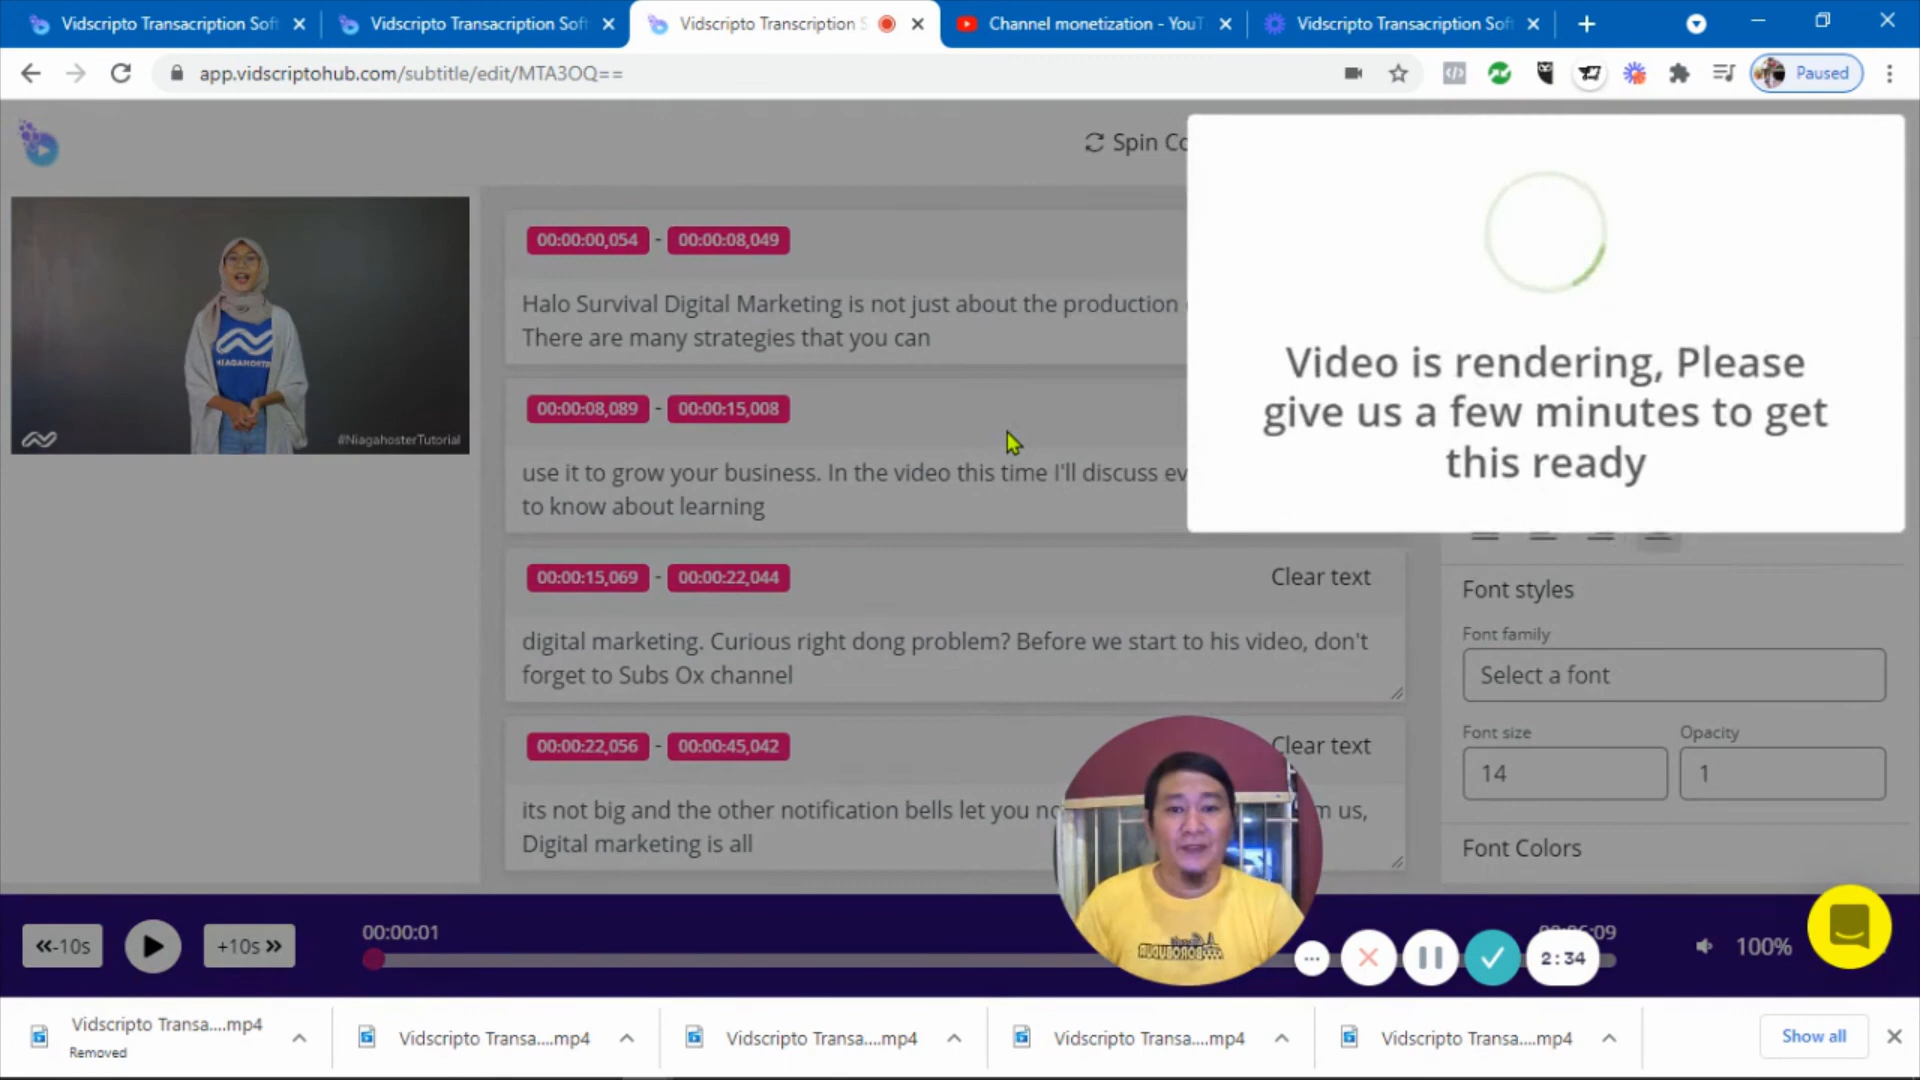 Vidscripto Transacription Soft
Vidscripto Transacription Soft
Vidscripto Transcription S
Channel monetization - YouT
Vidscripto Transacription Soft
app.vidscriptohub.com/subtitle/edit/MTA3OQ==
Paused
Spin Co
Video is rendering, Please
give us a few minutes to get
this ready
#NiagahosterTutorial
NIAGAHOSTER
00:00:00,054 - 00:00:08,049
Halo Survival Digital Marketing is not just about the production
There are many strategies that you can
00:00:08,089 - 00:00:15,008
use it to grow your business. In the video this time I'll discuss ev
to know about learning
00:00:15,069 - 00:00:22,044
Clear text
digital marketing. Curious right dong problem? Before we start to his video, don't
forget to Subs Ox channel
00:00:22,056 - 00:00:45,042
Clear text
its not big and the other notification bells let you no
m us,
Digital marketing is all
Font styles
Font family
Select a font
Font size
Opacity
14
1
Font Colors
-10s
+10s
00:00:01
:09
100%
2:34
Vidscripto Transa....mp4
Removed
Vidscripto Transa....mp4
Vidscripto Transa....mp4
Vidscripto Transa....mp4
Vidscripto Transa....mp4
Show all